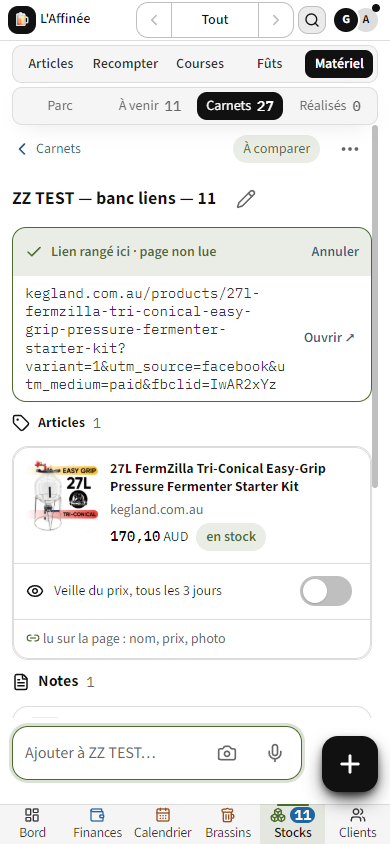 L'Affinée
Tout
G
A
Articles Recompter Courses Fûts Matériel
Parc À venir 11 Carnets 27 Réalisés 0
Carnets
À comparer
ZZ TEST — banc liens — 11
Lien rangé ici · page non lue
Annuler
kegland.com.au/products/27l-
fermzilla-tri-conical-easy-
grip-pressure-fermenter-
starter-kit?
variant=1&utm_source=facebook&u
tm_medium=paid&fbclid=IwAR2xYz
Ouvrir ↗
Articles 1
EASY GRIP
27L
TRI-CONICAL
27L FermZilla Tri-Conical Easy-Grip
Pressure Fermenter Starter Kit
kegland.com.au
170,10 AUD en stock
Veille du prix, tous les 3 jours
lu sur la page : nom, prix, photo
Notes 1
Ajouter à ZZ TEST…
11
Bord Finances Calendrier Brassins Stocks Clients